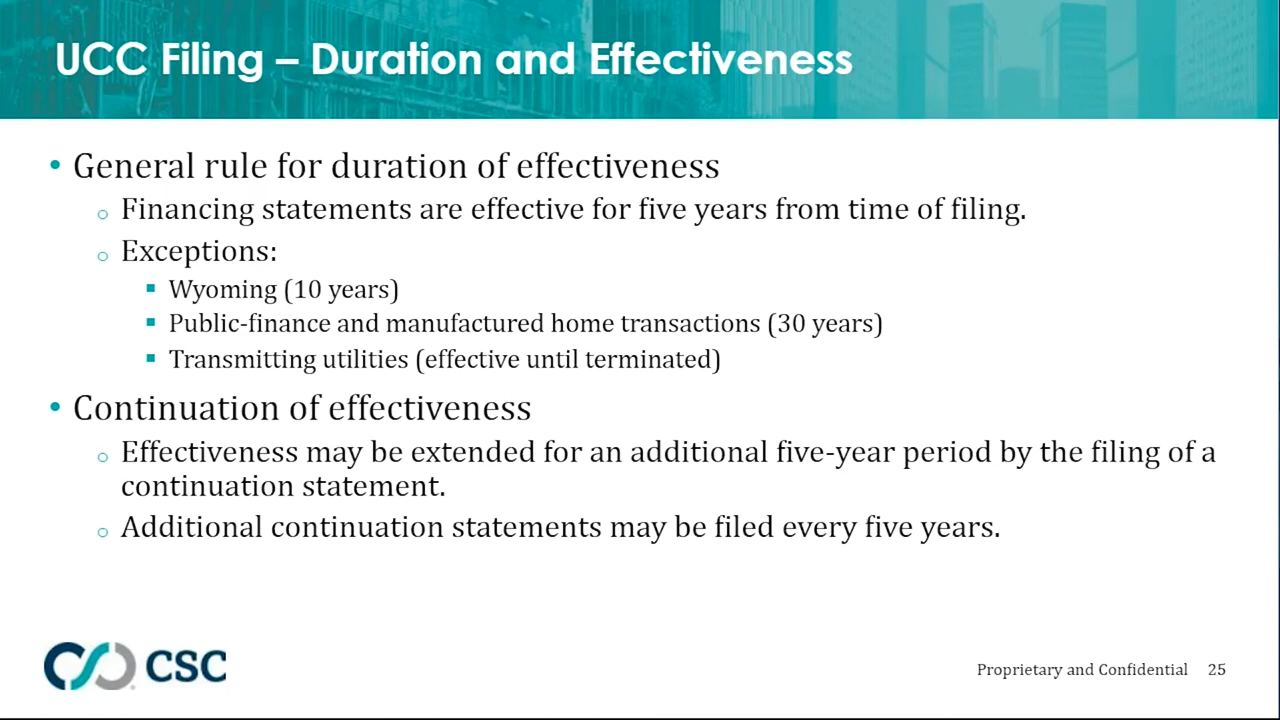 UCC Filing – Duration and Effectiveness
• General rule for duration of effectiveness
o Financing statements are effective for five years from time of filing.
o Exceptions:
▪ Wyoming (10 years)
▪ Public-finance and manufactured home transactions (30 years)
▪ Transmitting utilities (effective until terminated)
• Continuation of effectiveness
o Effectiveness may be extended for an additional five-year period by the filing of a
continuation statement.
o Additional continuation statements may be filed every five years.
CSC
Proprietary and Confidential 25